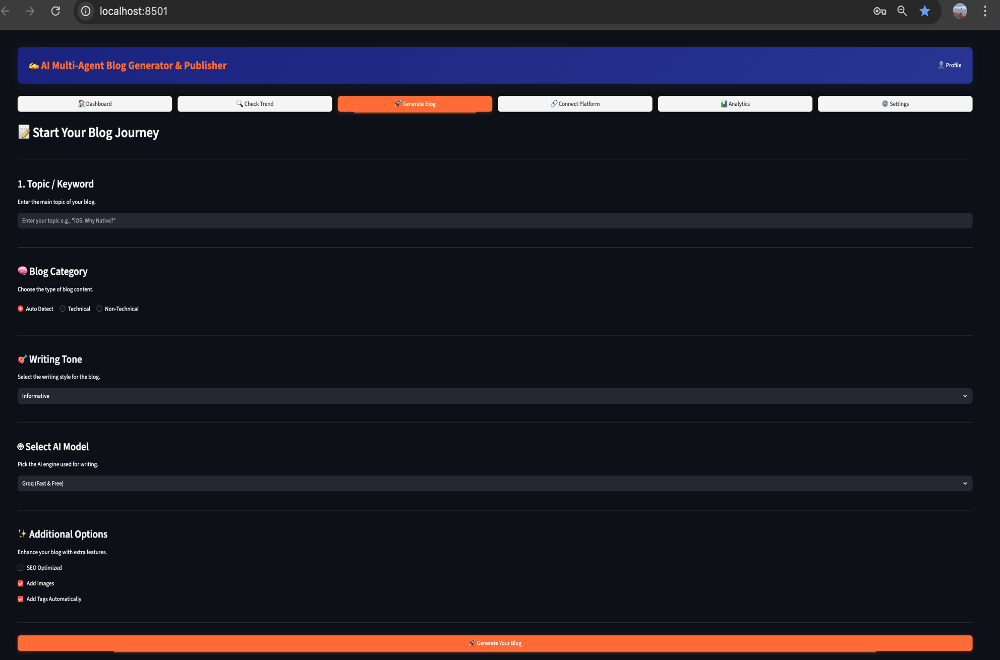 localhost:8501
✍️ AI Multi-Agent Blog Generator & Publisher
👤 Profile
🏠 Dashboard
🔍 Check Trend
🚀 Generate Blog
🔗 Connect Platform
📊 Analytics
⚙️ Settings
📝 Start Your Blog Journey
1. Topic / Keyword
Enter the main topic of your blog.
Enter your topic e.g., "iOS: Why Native?"
🧠 Blog Category
Choose the type of blog content.
Auto Detect Technical Non-Technical
🎯 Writing Tone
Select the writing style for the blog.
Informative
Select AI Model
Pick the AI engine used for writing.
Groq (Fast & Free)
✨ Additional Options
Enhance your blog with extra features.
SEO Optimized
Add Images
Add Tags Automatically
🚀 Generate Your Blog